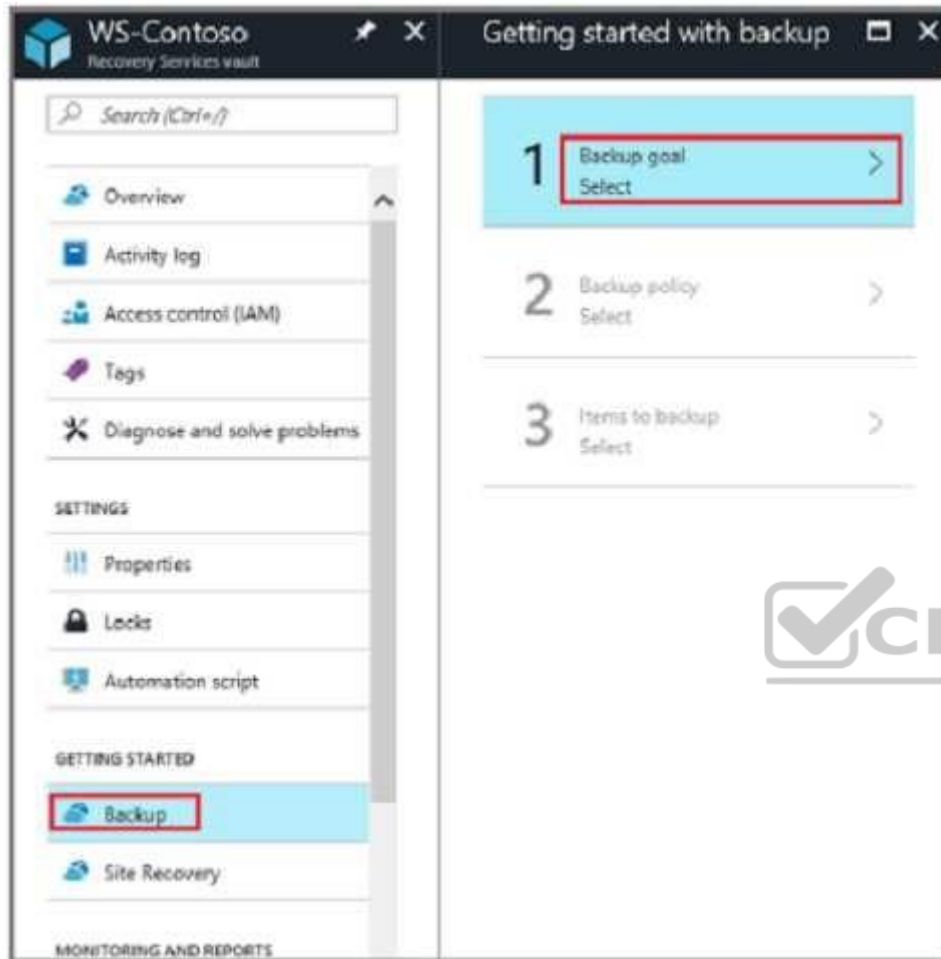 WS-Contoso
Recovery Services vault
Search (Ctrl+/)
Overview
Activity log
Access control (IAM)
Tags
Diagnose and solve problems
SETTINGS
Properties
Locks
Automation script
GETTING STARTED
Backup
Site Recovery
MONITORING AND REPORTS
Getting started with backup
1
Backup goal
Select
2
Backup policy
Select
3
Items to backup
Select